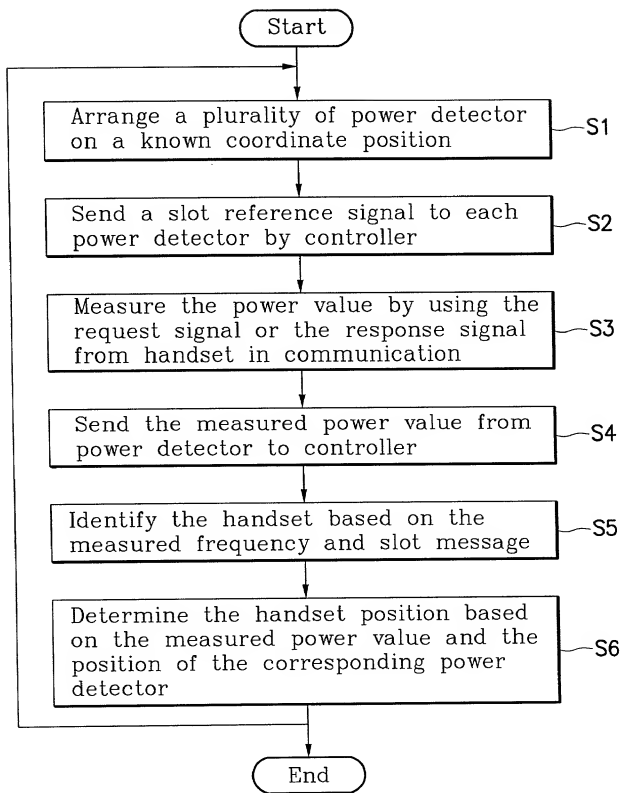 Start
Arrange a plurality of power detector
on a known coordinate position
S1
Send a slot reference signal to each
power detector by controller
S2
Measure the power value by using the
request signal or the response signal
from handset in communication
S3
Send the measured power value from
power detector to controller
S4
Identify the handset based on the
measured frequency and slot message
S5
Determine the handset position based
on the measured power value and the
position of the corresponding power
detector
S6
End